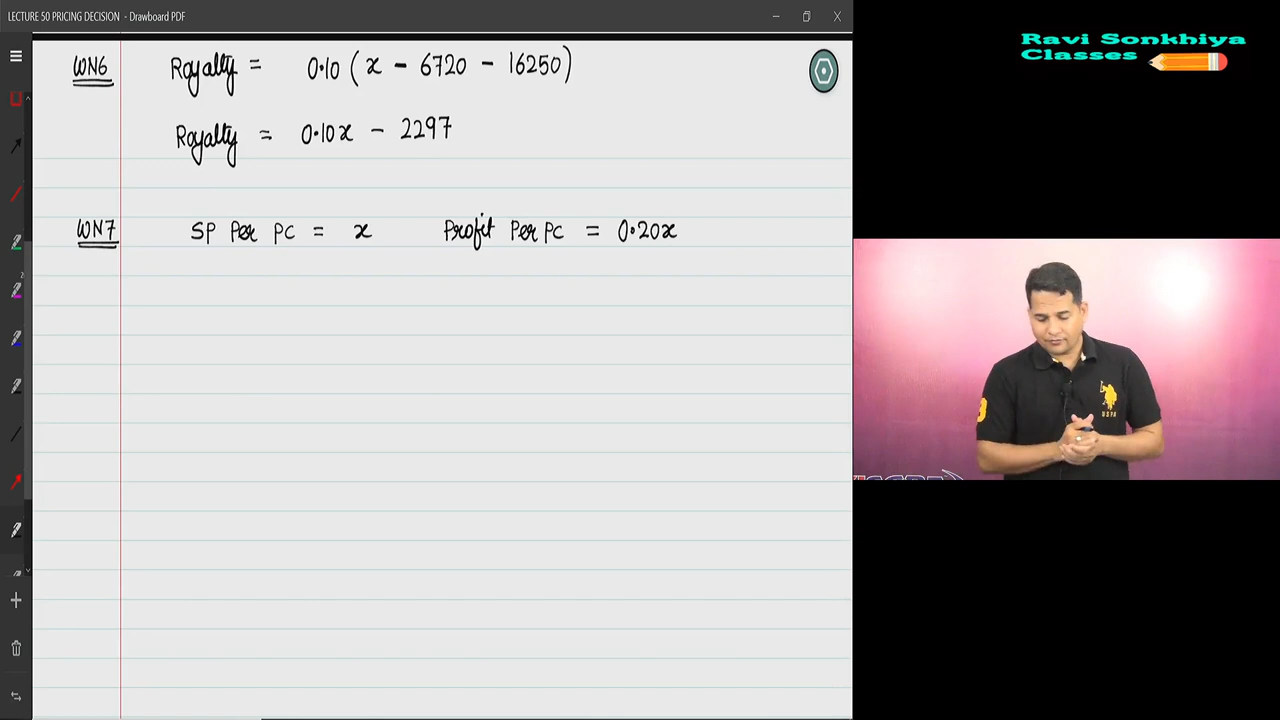 LECTURE 50 PRICING DECISION - Drawboard PDF
Ravi Sonkhiya
Classes
WN6 Royalty = 0.10 (x - 6720 - 16250)
Royalty = 0.10x - 2297
WN7 SP Per PC = x Profit Per PC = 0.20x
USPA